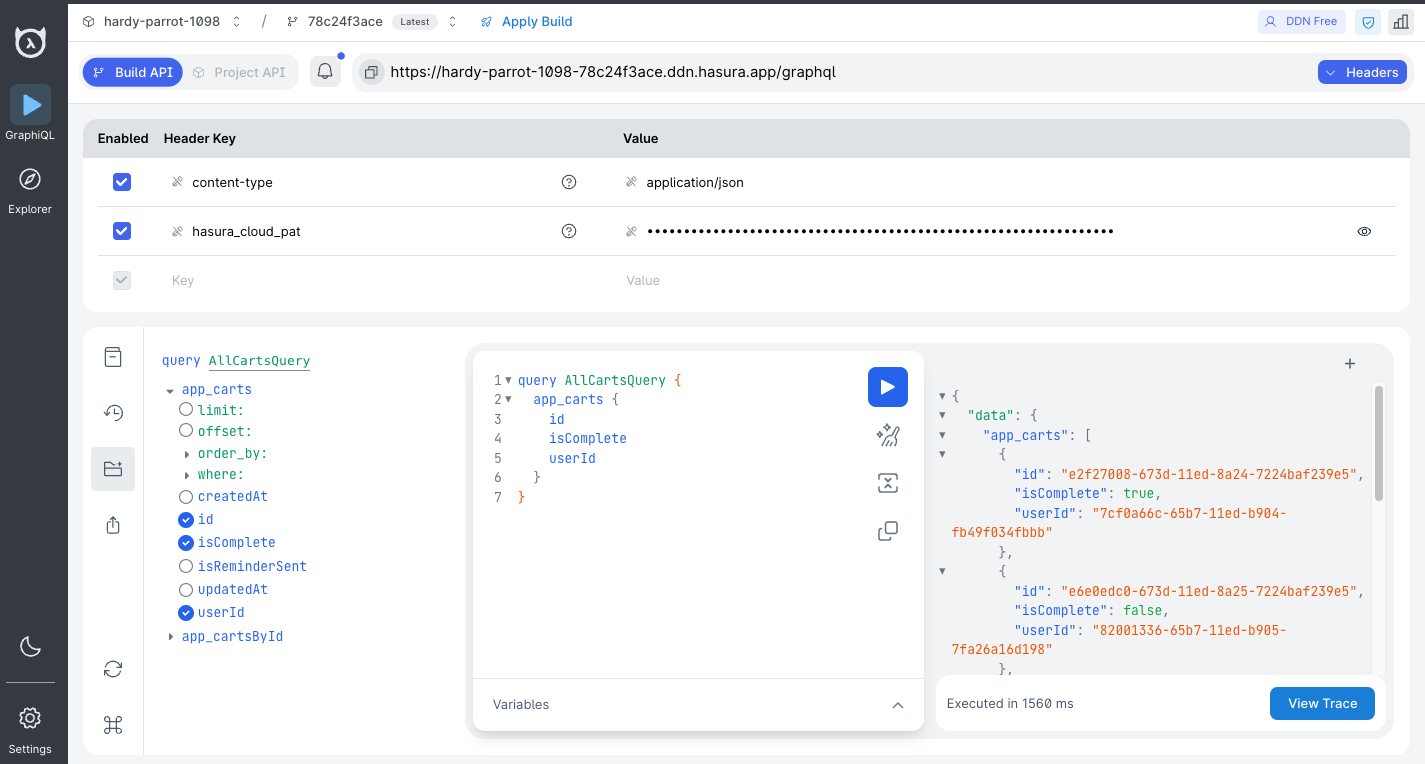 hardy-parrot-1098 / 78c24f3ace Latest Apply Build DDN Free
Build API Project API https://hardy-parrot-1098-78c24f3ace.ddn.hasura.app/graphql Headers
GraphiQL
Explorer
Settings
Enabled Header Key Value
content-type application/json
hasura_cloud_pat ••••••••••••••••••••••••••••••••••••••••••••••••••••••••••••••••
Key Value
query AllCartsQuery
app_carts
limit:
offset:
order_by:
where:
createdAt
id
isComplete
isReminderSent
updatedAt
userId
app_cartsById
1 query AllCartsQuery {
2 app_carts {
3 id
4 isComplete
5 userId
6 }
7 }
Variables
{
"data": {
"app_carts": [
{
"id": "e2f27008-673d-11ed-8a24-7224baf239e5",
"isComplete": true,
"userId": "7cf0a66c-65b7-11ed-b904-
fb49f034fbbb"
},
{
"id": "e6e0edc0-673d-11ed-8a25-7224baf239e5",
"isComplete": false,
"userId": "82001336-65b7-11ed-b905-
7fa26a16d198"
},
Executed in 1560 ms View Trace